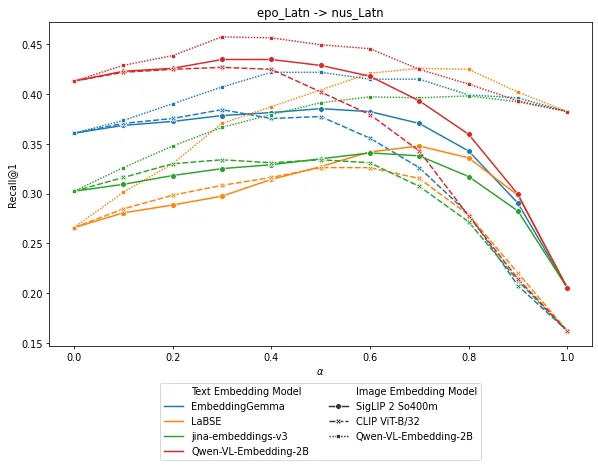 epo_Latn -> nus_Latn
Recall@1
0.45
0.40
0.35
0.30
0.25
0.20
0.15
0.0 0.2 0.4 0.6 0.8 1.0
α
Text Embedding Model Image Embedding Model
EmbeddingGemma SigLIP 2 So400m
LaBSE CLIP ViT-B/32
jina-embeddings-v3 Qwen-VL-Embedding-2B
Qwen-VL-Embedding-2B